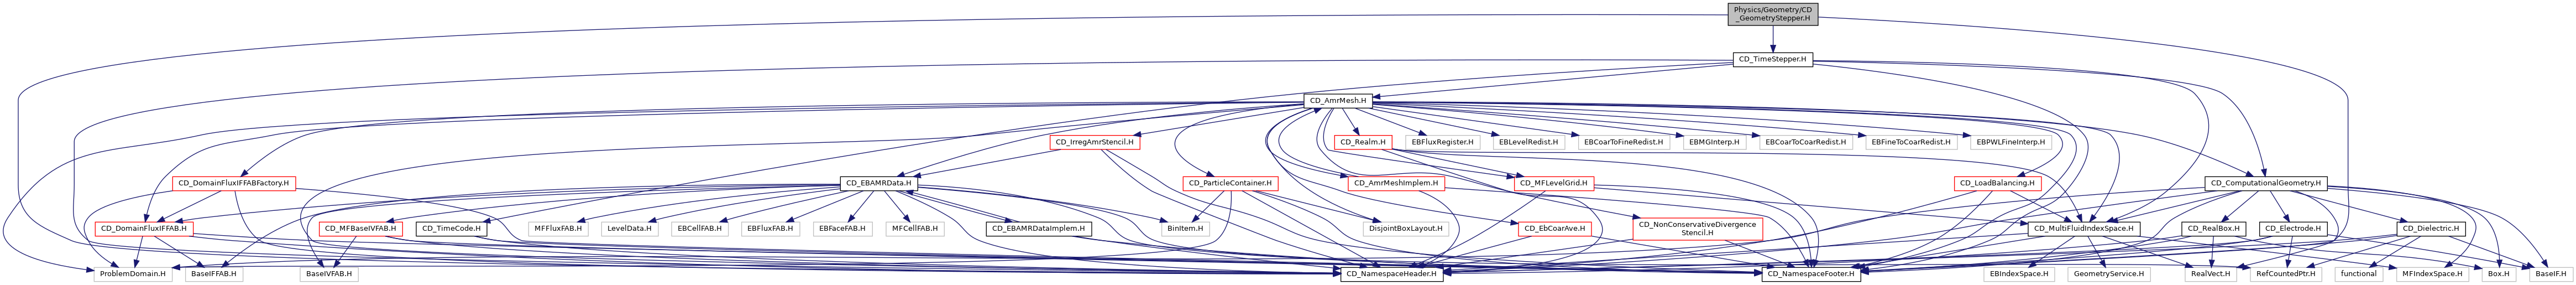 Physics/Geometry/CD
_GeometryStepper.H
CD_TimeStepper.H
CD_AmrMesh.H
CD_IrregAmrStencil.H
CD_Realm.H
EBFluxRegister.H
EBLevelRedist.H
EBCoarToFineRedist.H
EBMGInterp.H
EBCoarToCoarRedist.H
EBFineToCoarRedist.H
EBPWLFineInterp.H
CD_DomainFluxIFFABFactory.H
CD_EBAMRData.H
CD_ParticleContainer.H
CD_AmrMeshImplem.H
CD_MFLevelGrid.H
CD_LoadBalancing.H
CD_ComputationalGeometry.H
CD_DomainFluxIFFAB.H
CD_MFBaseIVFAB.H
CD_TimeCode.H
MFFluxFAB.H
LevelData.H
EBCellFAB.H
EBFluxFAB.H
EBFaceFAB.H
MFCellFAB.H
CD_EBAMRDataImplem.H
BinItem.H
DisjointBoxLayout.H
CD_EbCoarAve.H
CD_NonConservativeDivergence
Stencil.H
CD_MultiFluidIndexSpace.H
CD_RealBox.H
CD_Electrode.H
CD_Dielectric.H
ProblemDomain.H
BaseIFFAB.H
BaseIVFAB.H
CD_NamespaceHeader.H
CD_NamespaceFooter.H
EBIndexSpace.H
GeometryService.H
RealVect.H
RefCountedPtr.H
functional
MFIndexSpace.H
Box.H
BaseIF.H